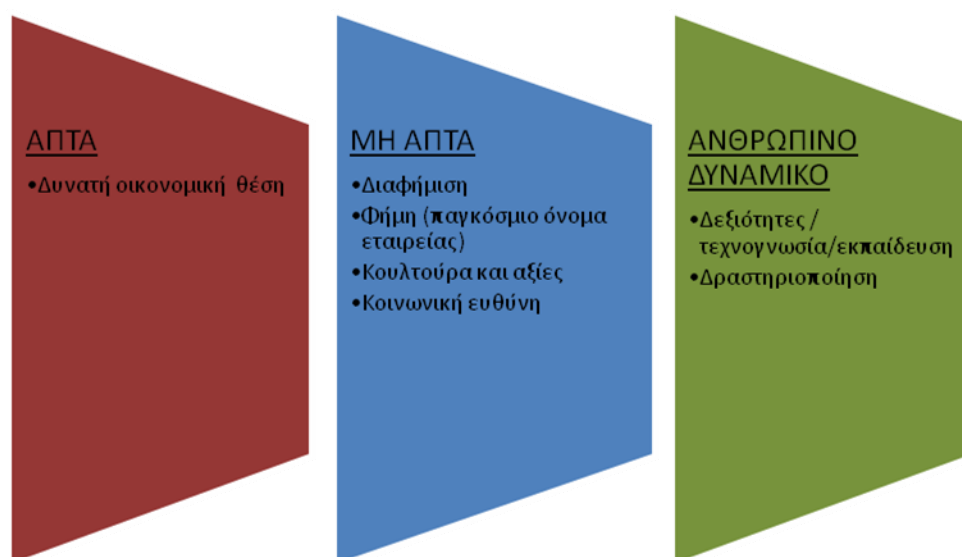 ΑΠΤΑ
•Δυνατή οικονομική θέση
ΜΗ ΑΠΤΑ
•Διαφήμιση
•Φήμη (παγκόσμιο όνομα
εταιρείας)
•Κουλτούρα και αξίες
•Κοινωνική ευθύνη
ΑΝΘΡΩΠΙΝΟ
ΔΥΝΑΜΙΚΟ
•Δεξιότητες /
τεχνογνωσία/εκπαίδευση
•Δραστηριοποίηση